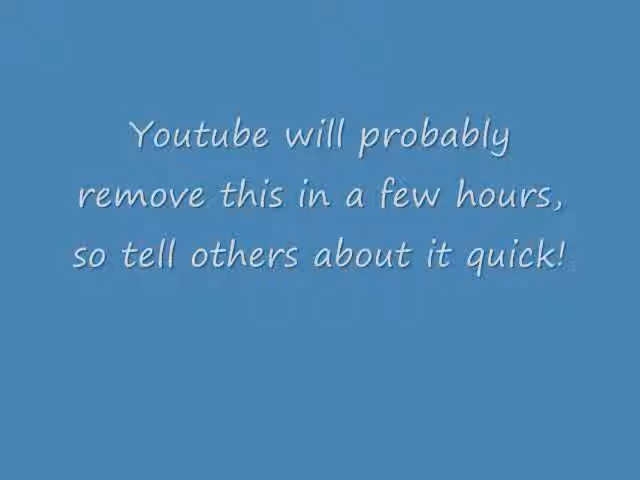 Youtube will probably
remove this in a few hours,
so tell others about it quick!